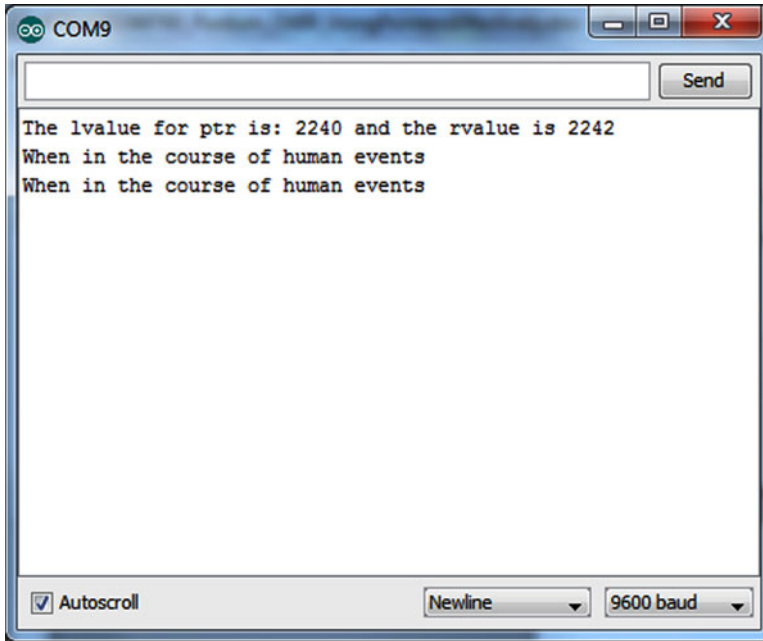 COM9
Send
The lvalue for ptr is: 2240 and the rvalue is 2242
When in the course of human events
When in the course of human events
Autoscroll
Newline
9600 baud